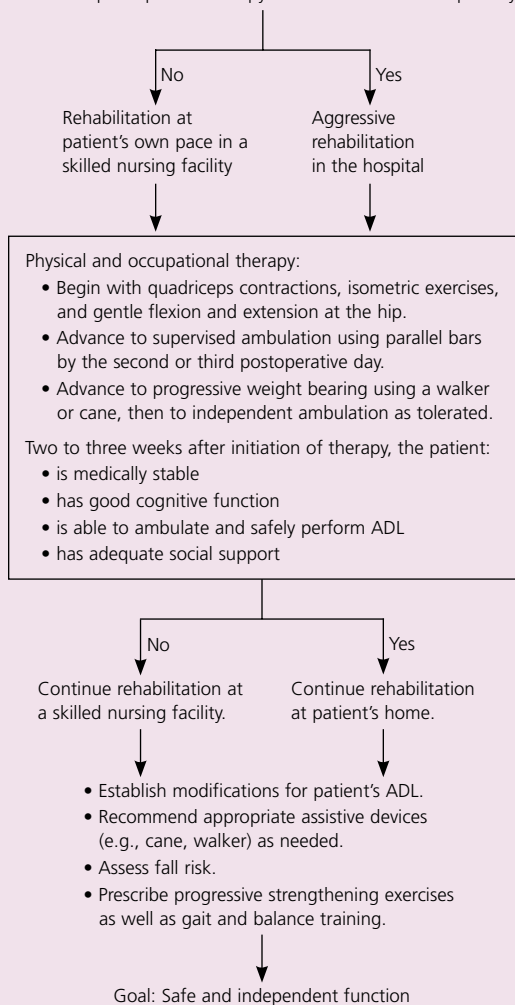 No
Yes
Rehabilitation at
patient's own pace in a
skilled nursing facility
Aggressive
rehabilitation
in the hospital
Physical and occupational therapy:
• Begin with quadriceps contractions, isometric exercises,
and gentle flexion and extension at the hip.
• Advance to supervised ambulation using parallel bars
by the second or third postoperative day.
• Advance to progressive weight bearing using a walker
or cane, then to independent ambulation as tolerated.
Two to three weeks after initiation of therapy, the patient:
• is medically stable
• has good cognitive function
• is able to ambulate and safely perform ADL
• has adequate social support
No
Yes
Continue rehabilitation at
a skilled nursing facility.
Continue rehabilitation
at patient's home.
• Establish modifications for patient's ADL.
• Recommend appropriate assistive devices
(e.g., cane, walker) as needed.
• Assess fall risk.
• Prescribe progressive strengthening exercises
as well as gait and balance training.
Goal: Safe and independent function